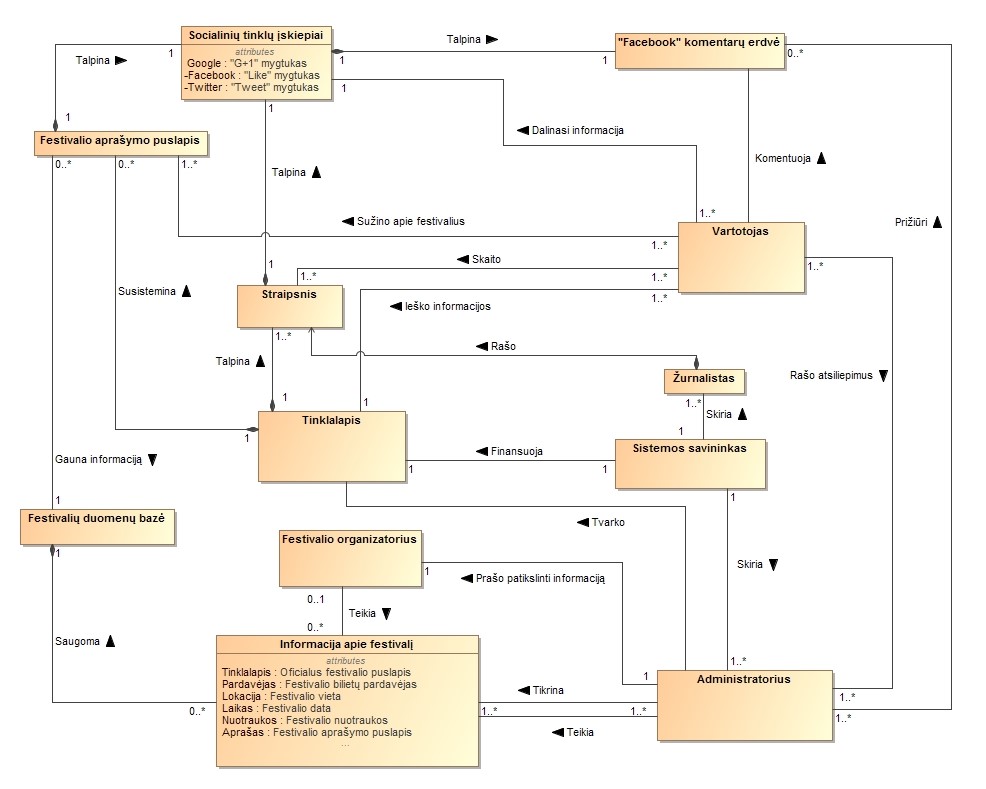 Socialinių tinklų įskiepiai
attributes
Google : "G+1" mygtukas
-Facebook : "Like" mygtukas
-Twitter : "Tweet" mygtukas
1
Talpina
1
Talpina
1
1
"Facebook" komentarų erdvė
0..*
1
1
Festivalio aprašymo puslapis
0..*
0..*
1..*
Dalinasi informacija
Komentuoja
Talpina
1..*
Prižiūri
Sužino apie festivalius
Vartotojas
1..*
1
Skaito
1..*
1..*
1..*
Susistemina
Straipsnis
Ieško informacijos
1..*
1..*
Rašo
Talpina
Žurnalistas
Rašo atsiliepimus
1
1
1..*
Skiria
Tinklalapis
1
1
Sistemos savininkas
Finansuoja
1
1
Gauna informaciją
1
1
Festivalių duomenų bazė
Tvarko
1
Festivalio organizatorius
1
Prašo patikslinti informaciją
Skiria
0..1
Teikia
0..*
Saugoma
Informacija apie festivalį
attributes
Tinklalapis : Oficialus festivalio puslapis
Pardavėjas : Festivalio bilietų pardavėjas
Lokacija : Festivalio vieta
Laikas : Festivalio data
Nuotraukos : Festivalio nuotraukos
Aprašas : Festivalio aprašymo puslapis
...
0..*
1..*
Tikrina
1
1..*
1..*
Teikia
Administratorius
1..*
1..*